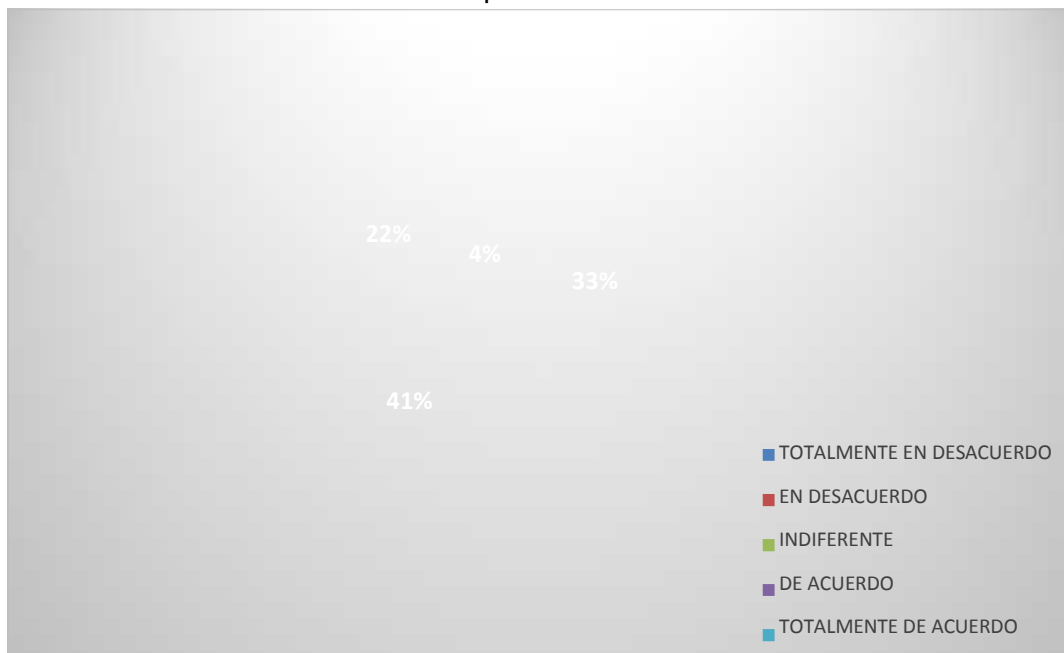 22%
4%
33%
41%
TOTALMENTE EN DESACUERDO
EN DESACUERDO
INDIFERENTE
DE ACUERDO
TOTALMENTE DE ACUERDO